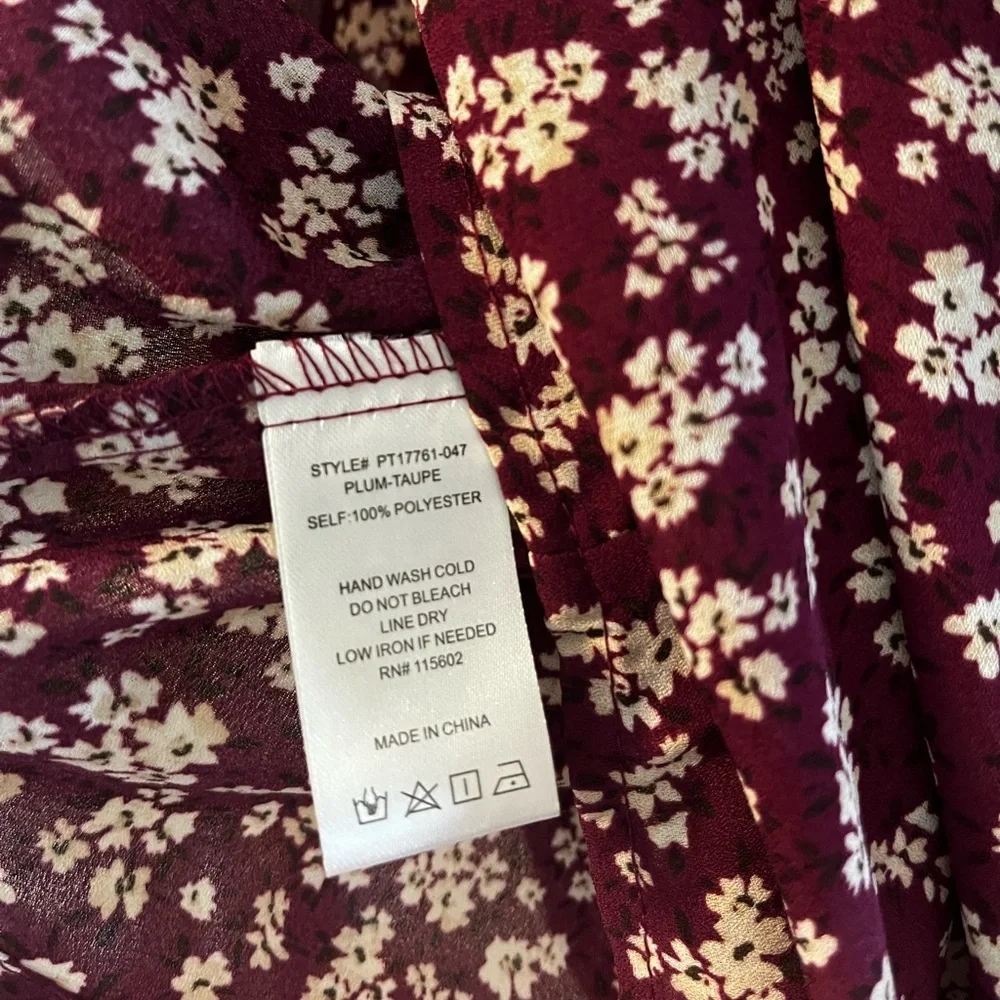 STYLE# PT17761-047
PLUM-TAUPE
SELF:100% POLYESTER
HAND WASH COLD
DO NOT BLEACH
LINE DRY
LOW IRON IF NEEDED
RN# 115602
MADE IN CHINA